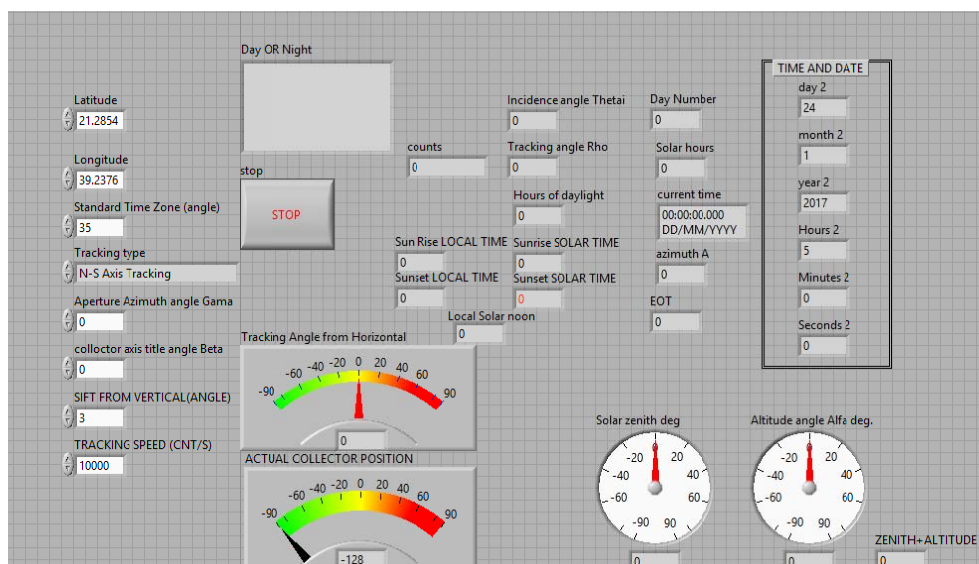 Day OR Night
Latitude
21.2854
Longitude
39.2376
Standard Time Zone (angle)
35
Tracking type
N-S Axis Tracking
Aperture Azimuth angle Gama
0
colloctor axis title angle Beta
0
SIFT FROM VERTICAL(ANGLE)
3
TRACKING SPEED (CNT/S)
10000
stop
STOP
counts
0
Incidence angle Thetai
0
Tracking angle Rho
0
Hours of daylight
0
Sun Rise LOCAL TIME
0
Sunrise SOLAR TIME
0
Sunset LOCAL TIME
0
Sunset SOLAR TIME
0
Local Solar noon
0
Day Number
0
Solar hours
0
current time
00:00:00.000
DD/MM/YYYY
azimuth A
0
EOT
0
TIME AND DATE
day 2
24
month 2
1
year 2
2017
Hours 2
5
Minutes 2
0
Seconds 2
0
Tracking Angle from Horizontal
-90 -60 -40 -20 0 20 40 60 90
0
ACTUAL COLLECTOR POSITION
-90 -60 -40 -20 0 20 40 60 90
-128
Solar zenith deg
-90 -60 -40 -20 0 20 40 60 90
0
Altitude angle Alfa deg.
-90 -60 -40 -20 0 20 40 60 90
0
ZENITH+ALTITUDE
0